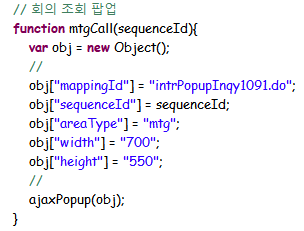 // 회의 조회 팝업
function mtgCall(sequenceId){
var obj = new Object();
//
obj["mappingId"] = "intrPopupInqy1091.do";
obj["sequenceId"] = sequenceId;
obj["areaType"] = "mtg";
obj["width"] = "700";
obj["height"] = "550";
//
ajaxPopup(obj);
}